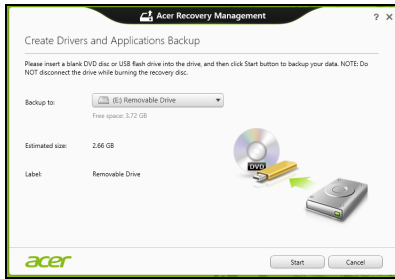 Acer Recovery Management
? ×
Create Drivers and Applications Backup
Please insert a blank DVD disc or USB flash drive into the drive, and then click Start button to backup your data. NOTE: Do
NOT disconnect the drive while burning the recovery disc.
Backup to: (E:) Removable Drive
Free space: 3.72 GB
Estimated size: 2.66 GB
Label: Removable Drive
DVD
acer Start Cancel